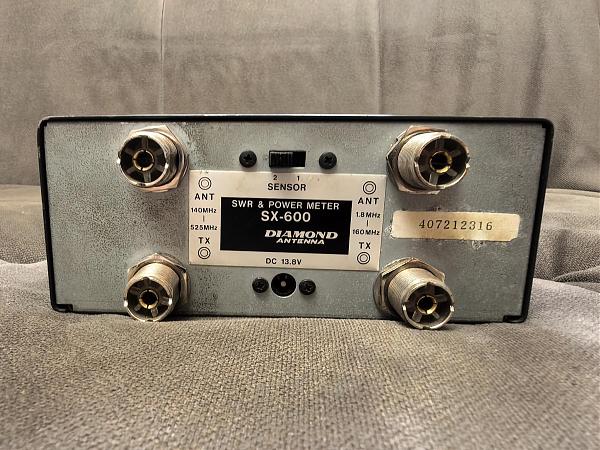 2 1
SENSOR
ANT
140MHz
525MHz
TX
SWR & POWER METER
SX-600
DIAMOND
ANTENNA
DC 13.8V
ANT
1.8MHz
160MHz
TX
407212316